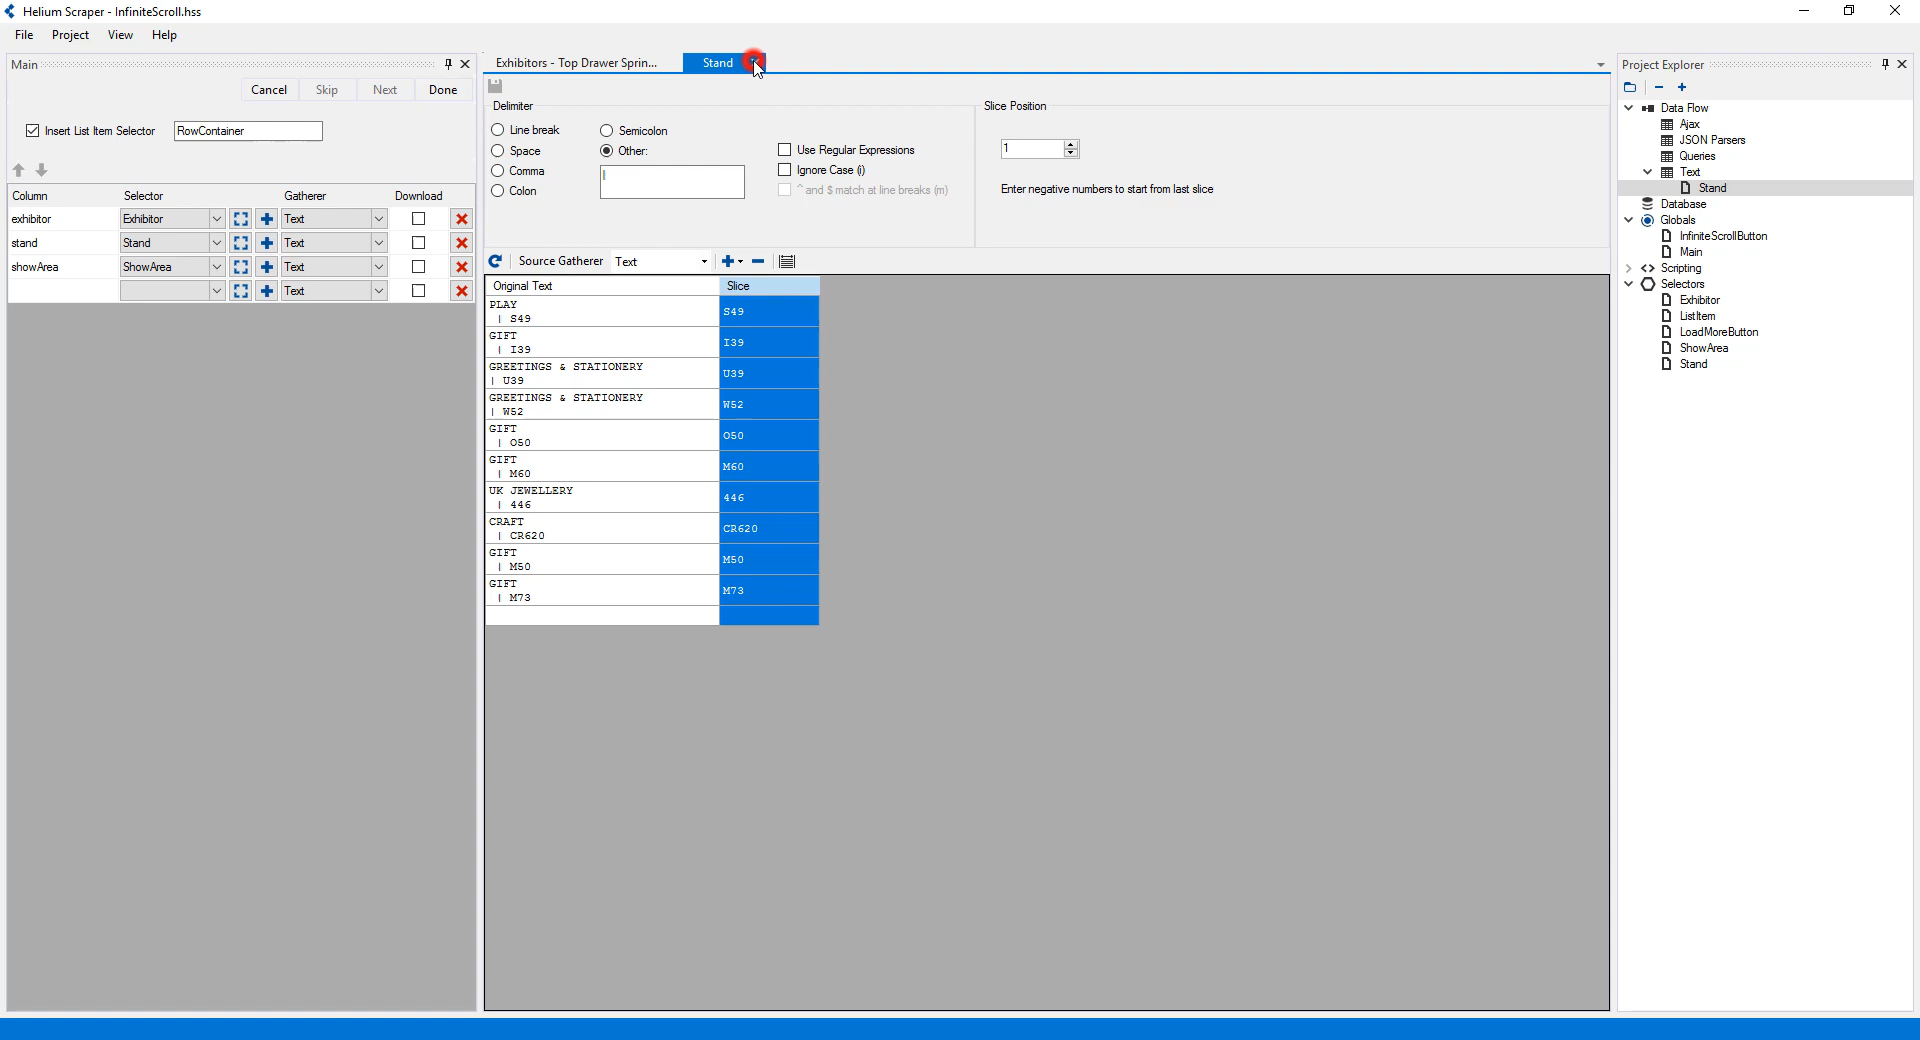 Helium Scraper - InfiniteScroll.hss
File Project View Help
Main
Cancel Skip Next Done
Insert List Item Selector RowContainer
Column Selector Gatherer Download
exhibitor Exhibitor Text
stand Stand Text
showArea ShowArea Text
Text
Exhibitors - Top Drawer Sprin... Stand
Delimiter
Line break
Space
Comma
Colon
Semicolon
Other:
|
Use Regular Expressions
Ignore Case (i)
^ and $ match at line breaks (m)
Slice Position
1
Enter negative numbers to start from last slice
Source Gatherer Text
Original Text Slice
PLAY
| S49 S49
GIFT
| I39 I39
GREETINGS & STATIONERY
| U39 U39
GREETINGS & STATIONERY
| W52 W52
GIFT
| O50 O50
GIFT
| M60 M60
UK JEWELLERY
| 446 446
CRAFT
| CR620 CR620
GIFT
| M50 M50
GIFT
| M73 M73
Project Explorer
Data Flow
Ajax
JSON Parsers
Queries
Text
Stand
Database
Globals
InfiniteScrollButton
Main
Scripting
Selectors
Exhibitor
ListItem
LoadMoreButton
ShowArea
Stand